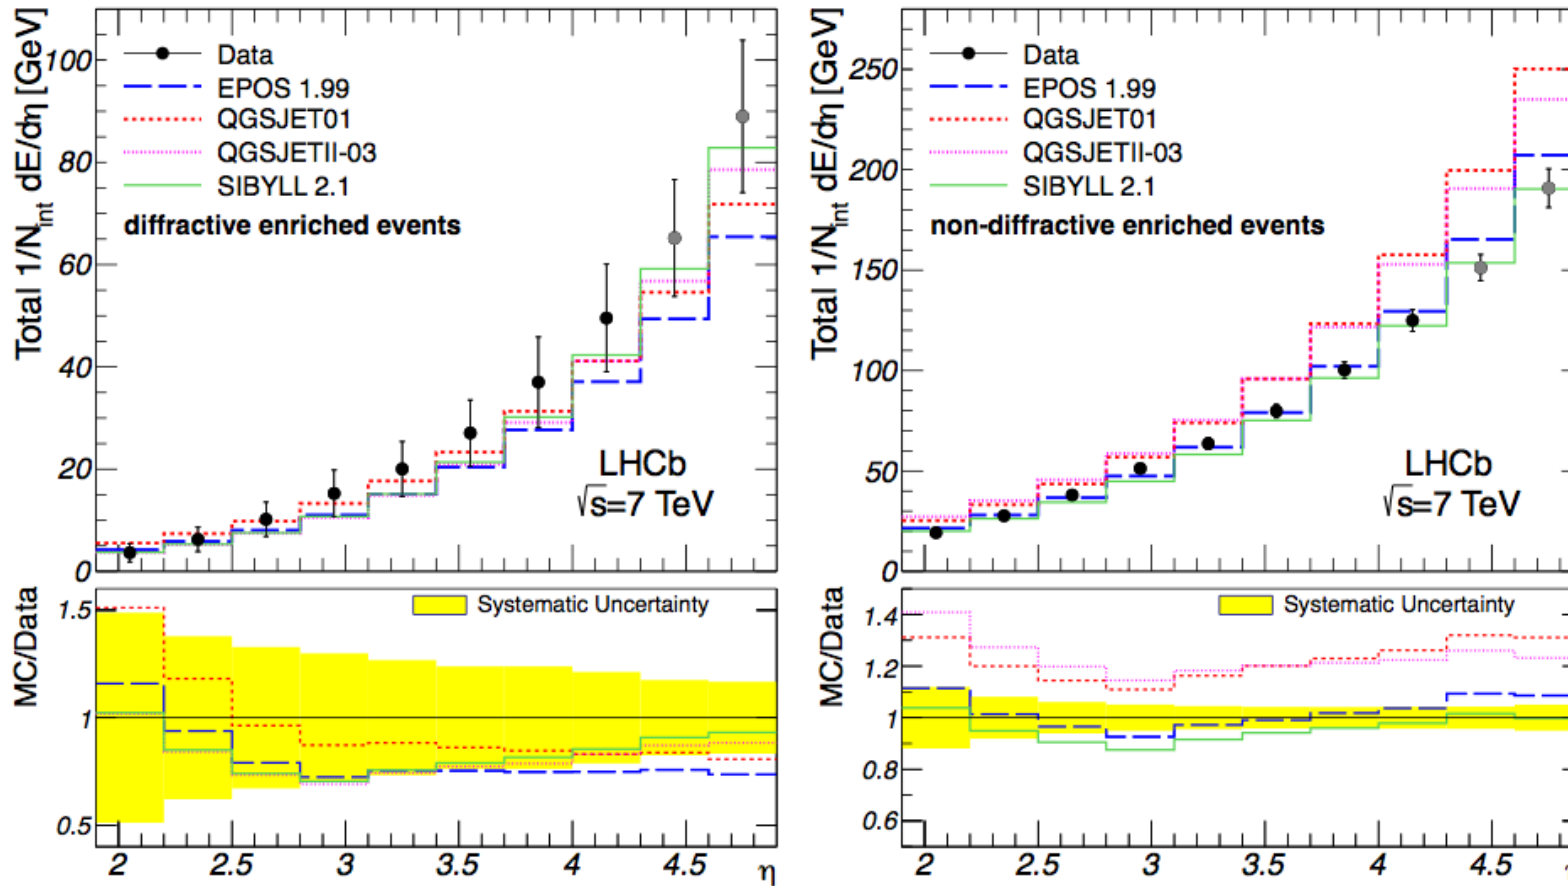 Total 1/N_int dE/dη [GeV]
100
80
60
40
20
0
Data
EPOS 1.99
QGSJET01
QGSJETII-03
SIBYLL 2.1
diffractive enriched events
LHCb
√s=7 TeV
MC/Data
1.5
1
0.5
Systematic Uncertainty
2 2.5 3 3.5 4 4.5 η
Total 1/N_int dE/dη [GeV]
250
200
150
100
50
0
Data
EPOS 1.99
QGSJET01
QGSJETII-03
SIBYLL 2.1
non-diffractive enriched events
LHCb
√s=7 TeV
MC/Data
1.4
1.2
1
0.8
0.6
Systematic Uncertainty
2 2.5 3 3.5 4 4.5